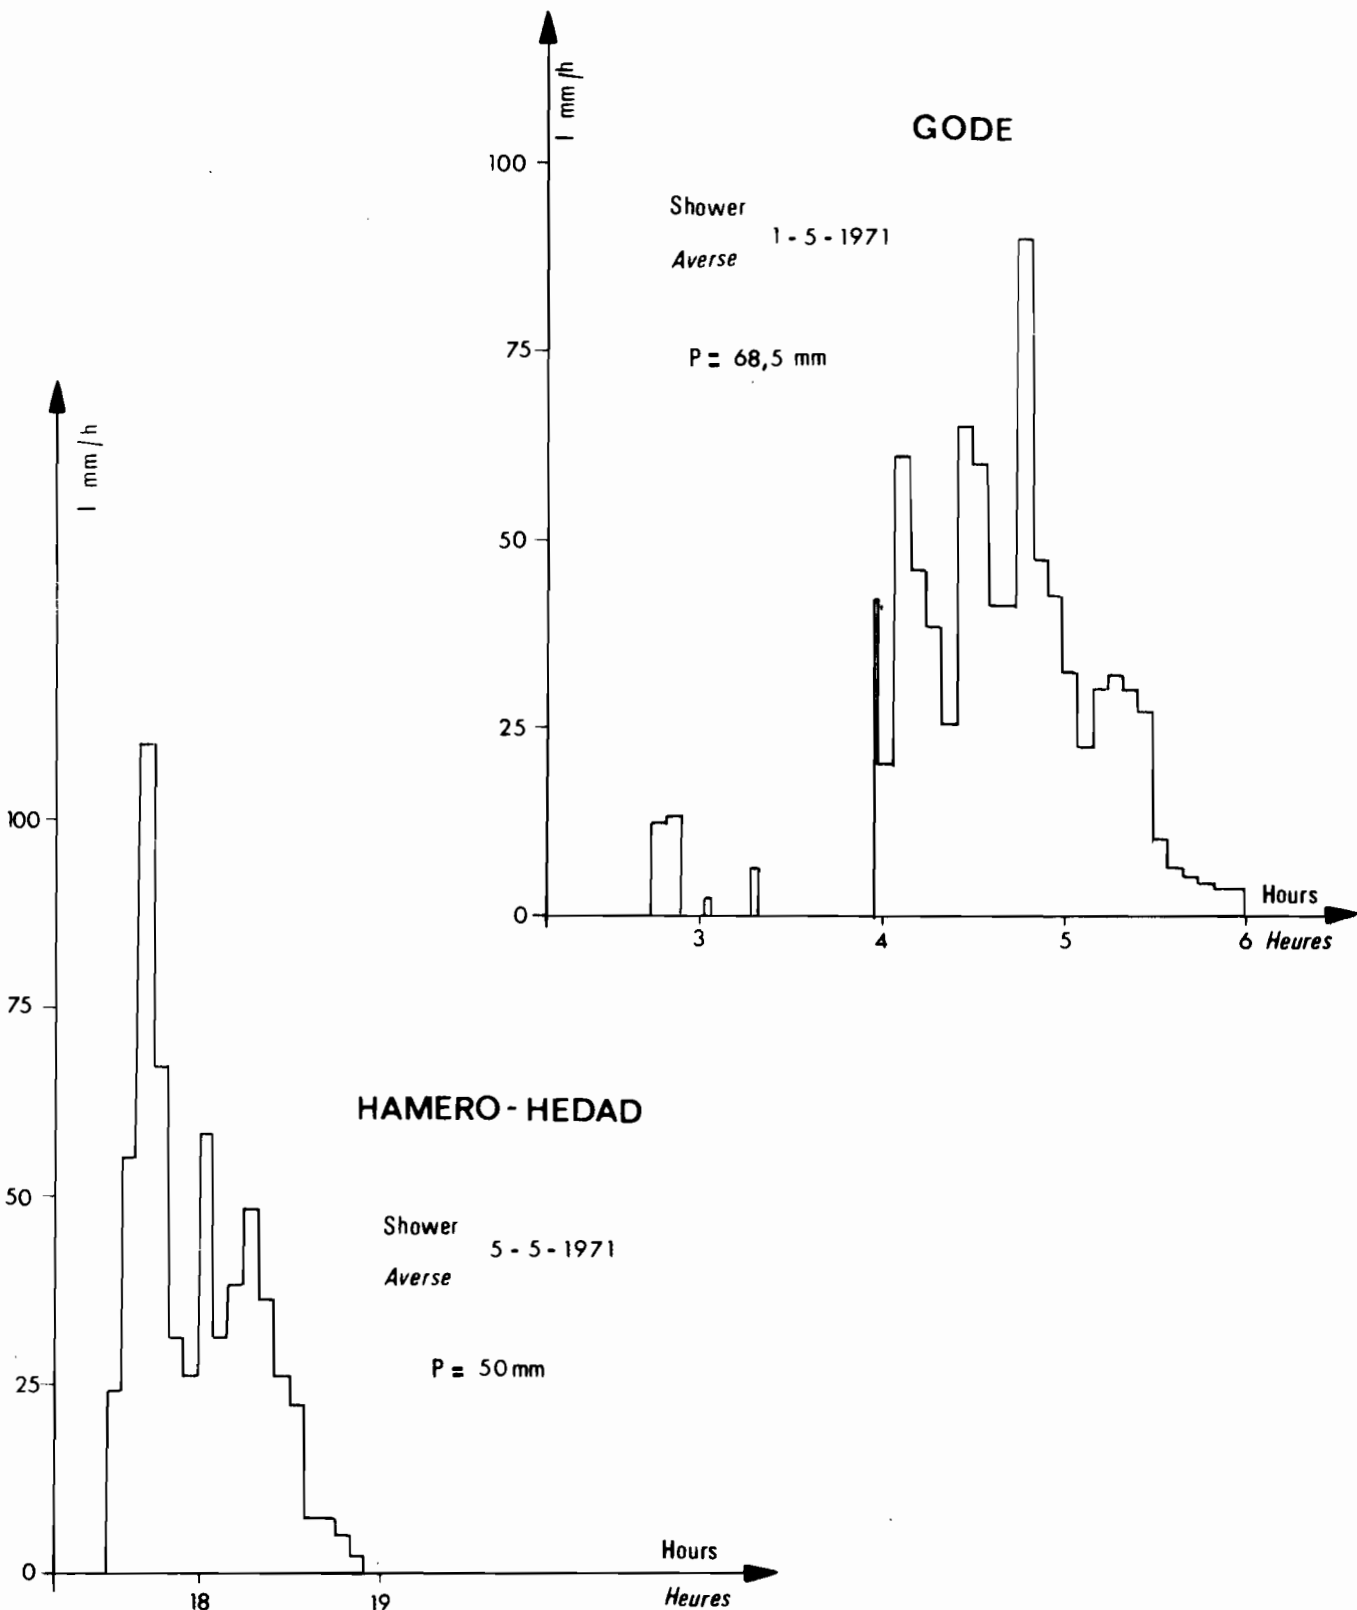 I mm/h
GODE
100
Shower
1 - 5 - 1971
Averse
75
P = 68,5 mm
50
25
0
Hours
3
4
5
6
Heures
I mm/h
100
75
HAMERO - HEDAD
50
Shower
5 - 5 - 1971
Averse
P = 50 mm
25
0
Hours
18
19
Heures